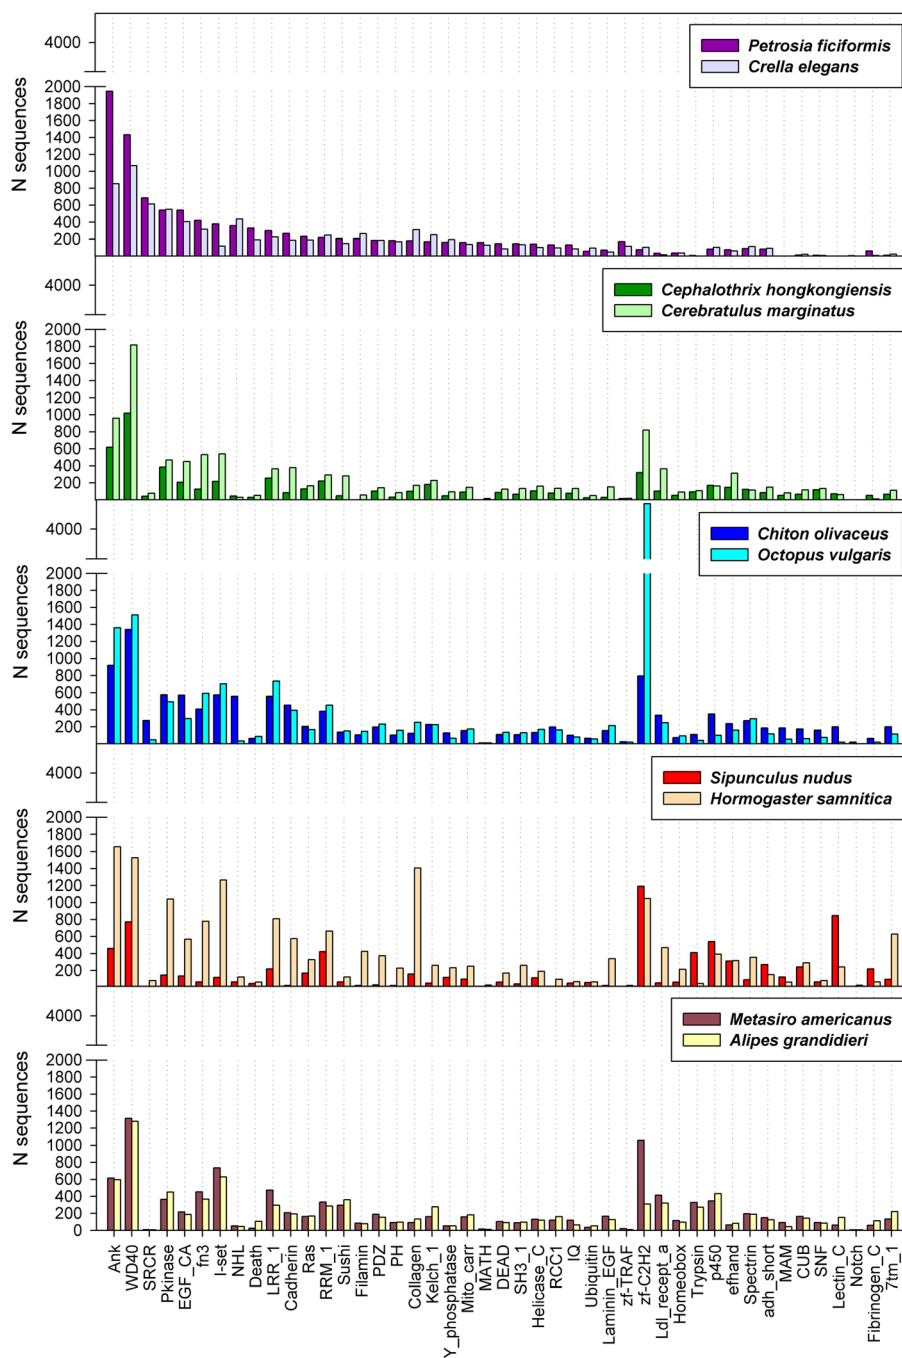 4000
2000
1800
1600
1400
1200
1000
800
600
400
200
N sequences
Petrosia ficiformis
Crella elegans
4000
2000
1800
1600
1400
1200
1000
800
600
400
200
N sequences
Cephalothrix hongkongiensis
Cerebratulus marginatus
4000
2000
1800
1600
1400
1200
1000
800
600
400
200
N sequences
Chiton olivaceus
Octopus vulgaris
4000
2000
1800
1600
1400
1200
1000
800
600
400
200
N sequences
Sipunculus nudus
Hormogaster samnitica
4000
2000
1800
1600
1400
1200
1000
800
600
400
200
0
N sequences
Metasiro americanus
Alipes grandidieri
Ank
WD40
SRCR
Pkinase
EGF_CA
fn3
I-set
NHL
Death
LRR_1
Cadherin
Ras
RRM_1
Sushi
Filamin
PDZ
PH
Collagen
Kelch_1
Y_phosphatase
Mito_carr
MATH
DEAD
SH3_1
Helicase_C
RCC1
IQ
Ubiquitin
Laminin_EGF
zf-TRAF
zf-C2H2
Ldl_recept_a
Homeobox
Trypsin
p450
efhand
Spectrin
adh_short
MAM
CUB
SNF
Lectin_C
Notch
Fibrinogen_C
7tm_1